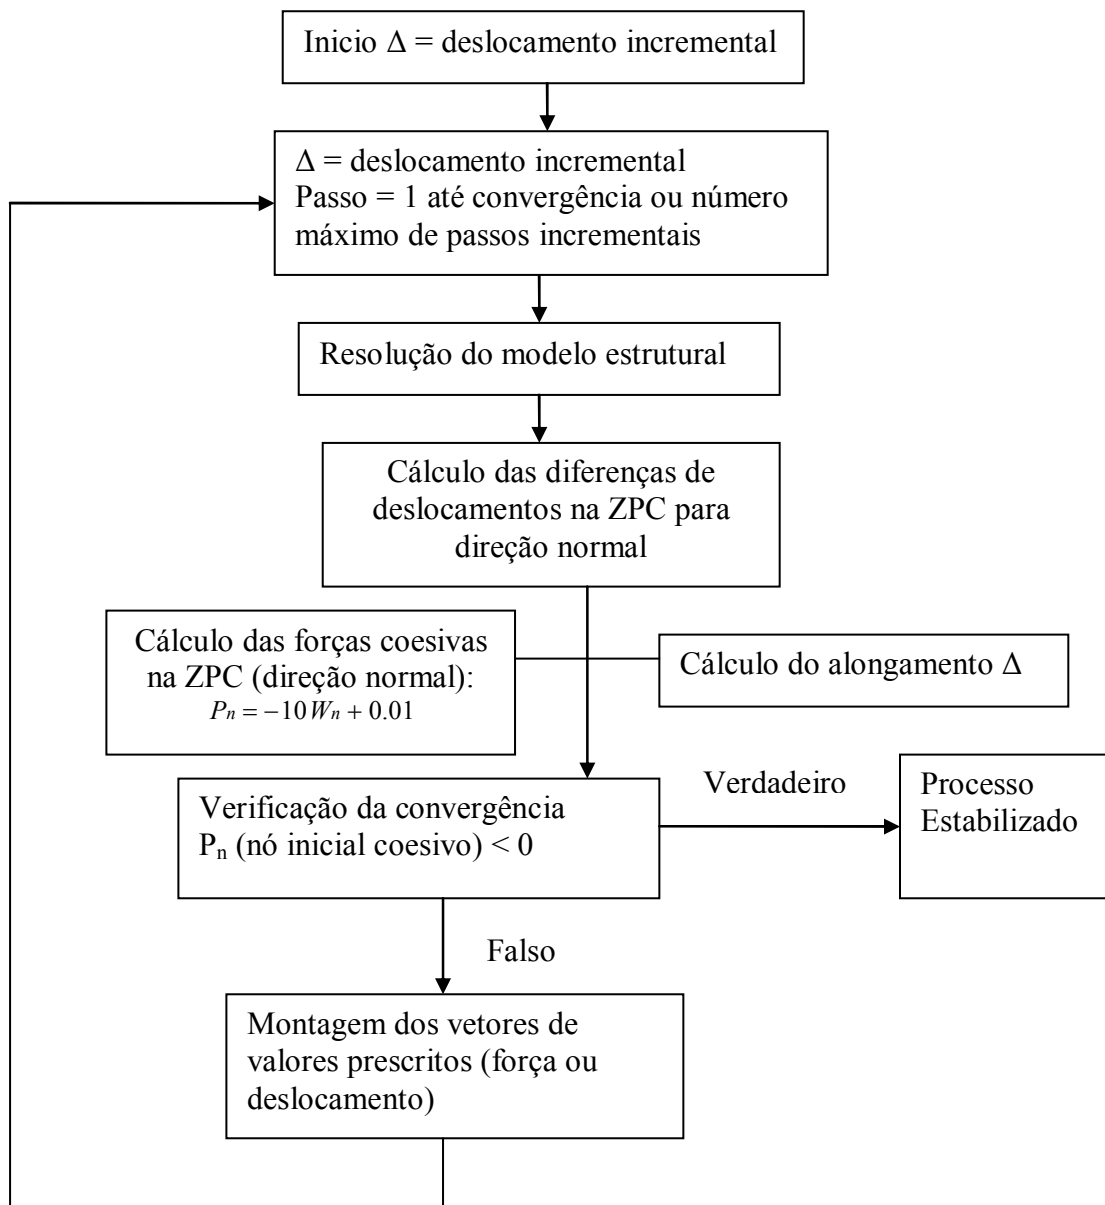 Inicio Δ = deslocamento incremental
Δ = deslocamento incremental
Passo = 1 até convergência ou número
máximo de passos incrementais
Resolução do modelo estrutural
Cálculo das diferenças de
deslocamentos na ZPC para
direção normal
Cálculo das forças coesivas
na ZPC (direção normal):
Pn = −10 Wn + 0.01
Cálculo do alongamento Δ
Verificação da convergência
Pn (nó inicial coesivo) < 0
Verdadeiro
Processo
Estabilizado
Falso
Montagem dos vetores de
valores prescritos (força ou
deslocamento)